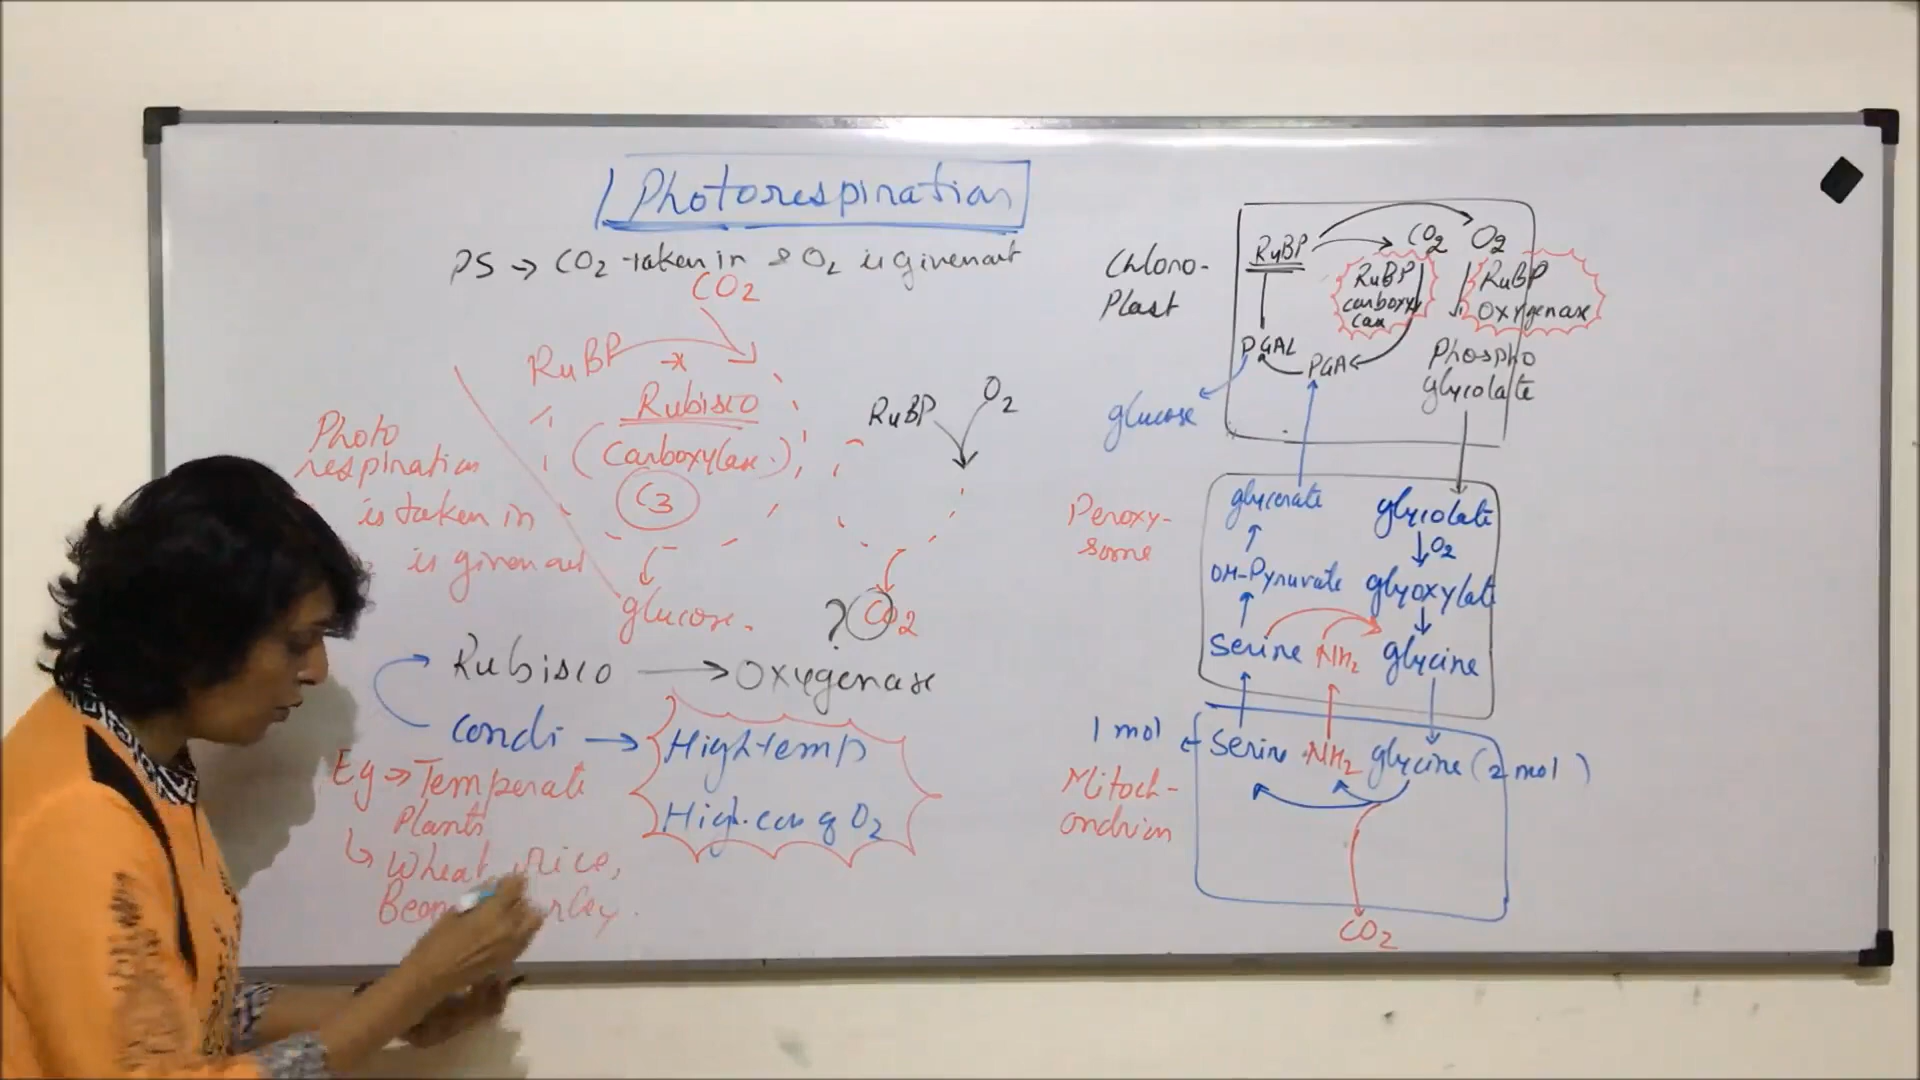 Photorespiration
PS → CO2 taken in & O2 is given out
CO2
RuBP
Rubisco
(Carboxylase)
C3
glucose.
Photo
respiration
is taken in
is given out
RuBP O2
? CO2
Rubisco → Oxygenase
condi → High temp
High. con of O2
Eg → Temperate
Plants
Wheat, rice,
Chloro-
Plast
RuBP CO2 O2
RuBP
carboxy
RuBP
Oxygenase
PGAL PGA
Phospho
glycolate
glucose
Peroxy-
some
glycerate glycolate
O2
OH-Pyruvate glyoxylate
Serine NH2 glycine
1 mol ← Serine NH2 glycine (2 mol)
Mitoch-
ondrion
CO2